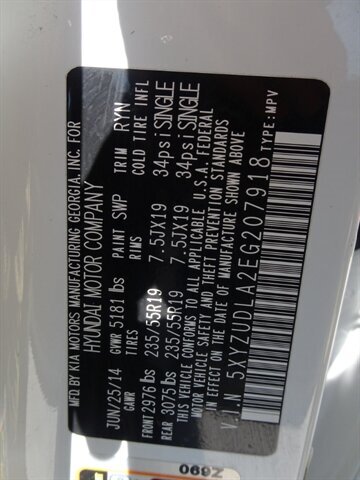 MFD. BY KIA MOTORS MANUFACTURING GEORGIA, INC. FOR
HYUNDAI MOTOR COMPANY
JUN/25/14 GVWR 5181 lbs PAINT SWP TRIM RYN
GAWR TIRES RIMS COLD TIRE INFL
FRONT 2976 lbs 235/55R19 7.5JX19 34psi SINGLE
REAR 3075 lbs 235/55R19 7.5JX19 34psi SINGLE
THIS VEHICLE CONFORMS TO ALL APPLICABLE U.S.A. FEDERAL
MOTOR VEHICLE SAFETY AND THEFT PREVENTION STANDARDS
IN EFFECT ON THE DATE OF MANUFACTURE SHOWN ABOVE.
V.I.N 5XYZUDLA2EG207918 TYPE:MPV
069Z